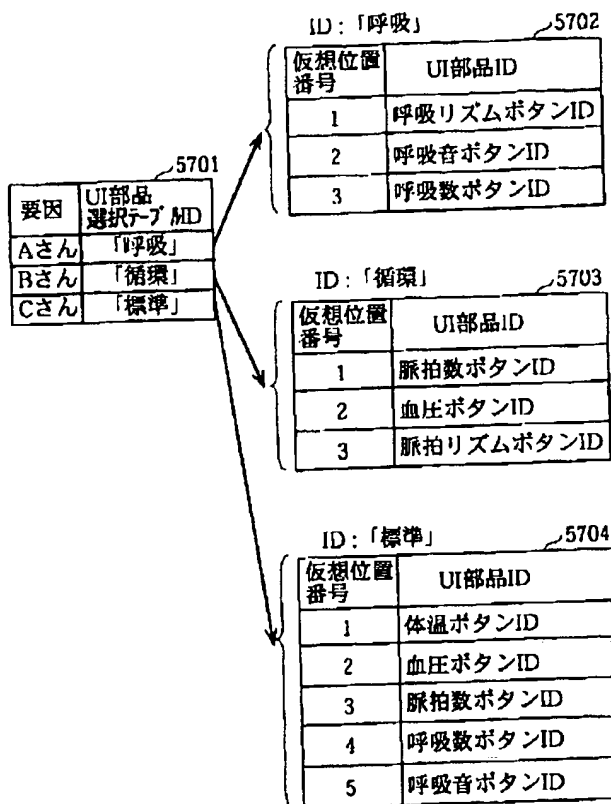 ID：「呼吸」
5702
仮想位置
番号
UI部品ID
1 呼吸リズムボタンID
2 呼吸音ボタンID
3 呼吸数ボタンID
5701
要因
UI部品
選択テーブルID
Aさん 「呼吸」
Bさん 「循環」
Cさん 「標準」
ID：「循環」
5703
仮想位置
番号
UI部品ID
1 脈拍数ボタンID
2 血圧ボタンID
3 脈拍リズムボタンID
ID：「標準」
5704
仮想位置
番号
UI部品ID
1 体温ボタンID
2 血圧ボタンID
3 脈拍数ボタンID
4 呼吸数ボタンID
5 呼吸音ボタンID